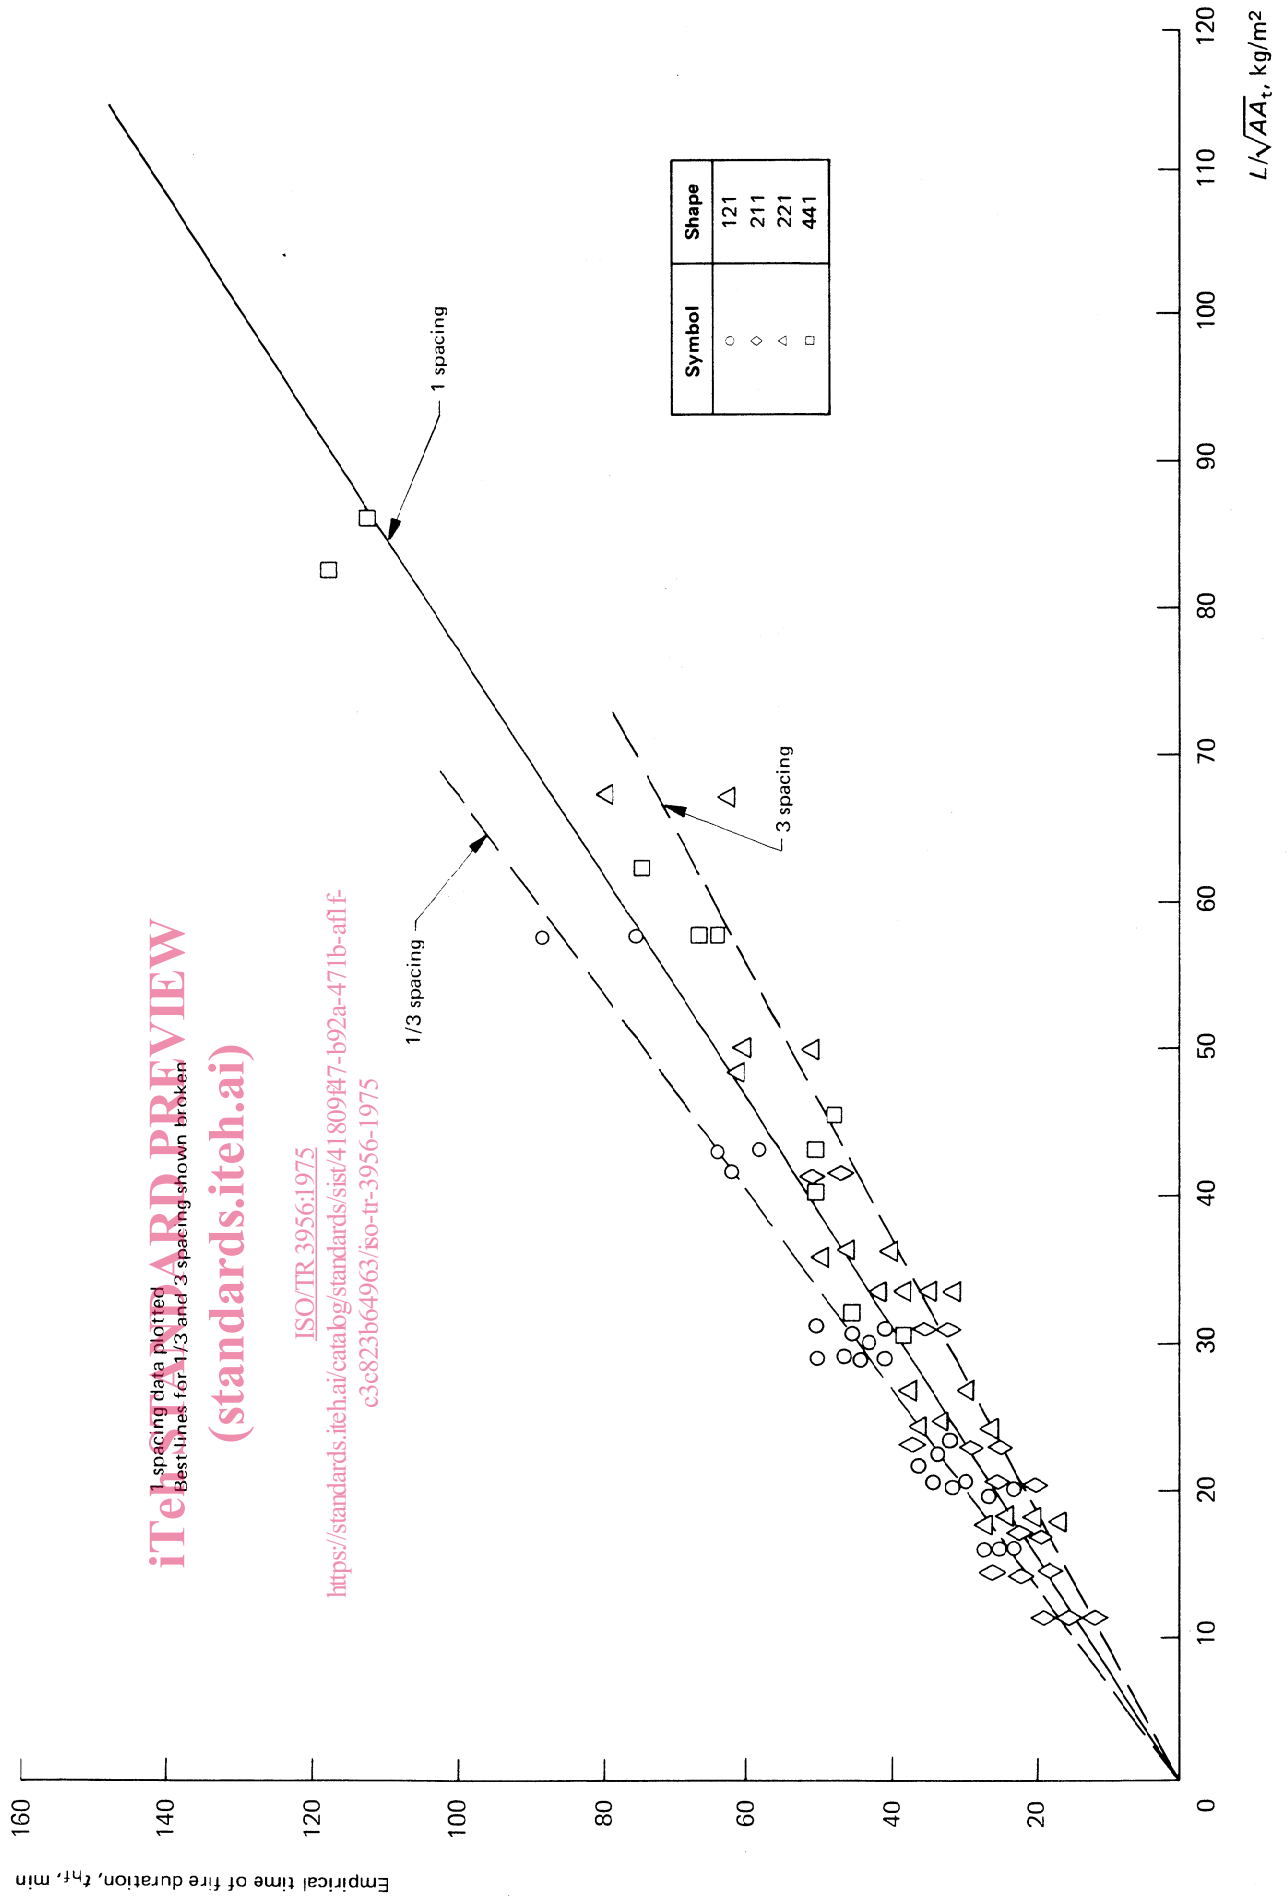 Empirical time of fire duration, t_hf, min
160
140
120
100
80
60
40
20
0
10
20
30
40
50
60
70
80
90
100
110
120
L/√AA_t, kg/m²
1 spacing data plotted
Best lines for 1/3 and 3 spacing shown broken
iTeh STANDARD PREVIEW
(standards.iteh.ai)
ISO/TR 3956:1975
https://standards.iteh.ai/catalog/standards/sist/41809f47-b92a-471b-af1f-
c3c823b64963/iso-tr-3956-1975
1/3 spacing
1 spacing
3 spacing
Symbol Shape
○ 121
◇ 211
△ 221
□ 441